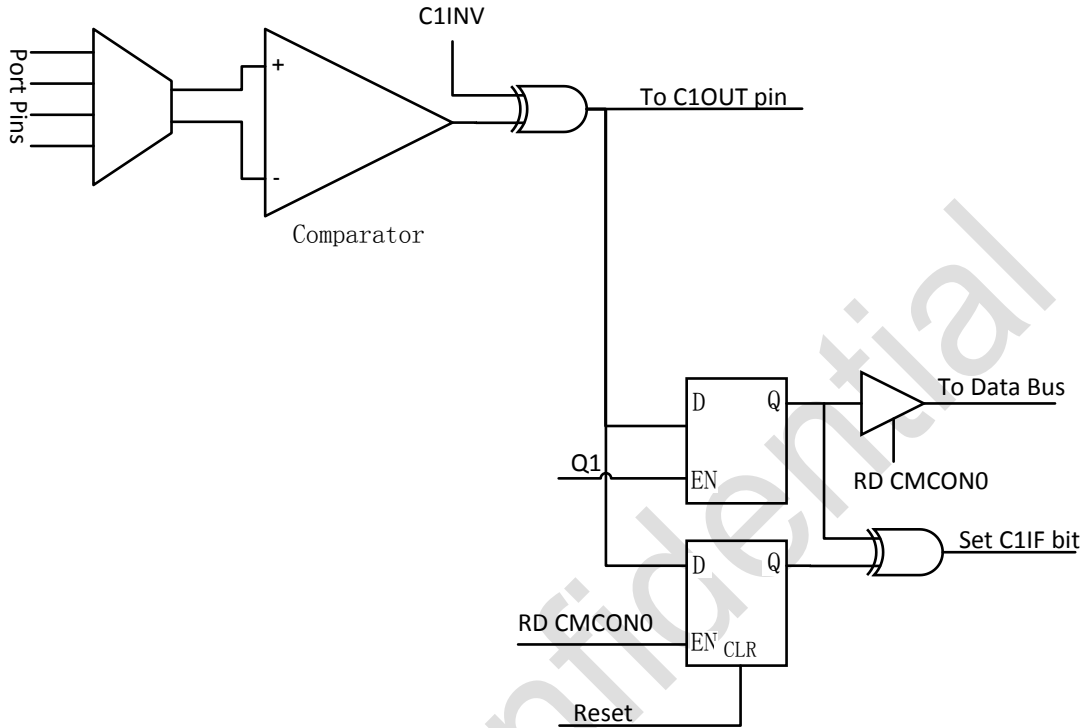 C1INV
Port Pins
+
-
To C1OUT pin
Comparator
D
Q
To Data Bus
Q1
EN
RD CMCON0
Set C1IF bit
D
Q
RD CMCON0
EN
CLR
Reset
nfidential